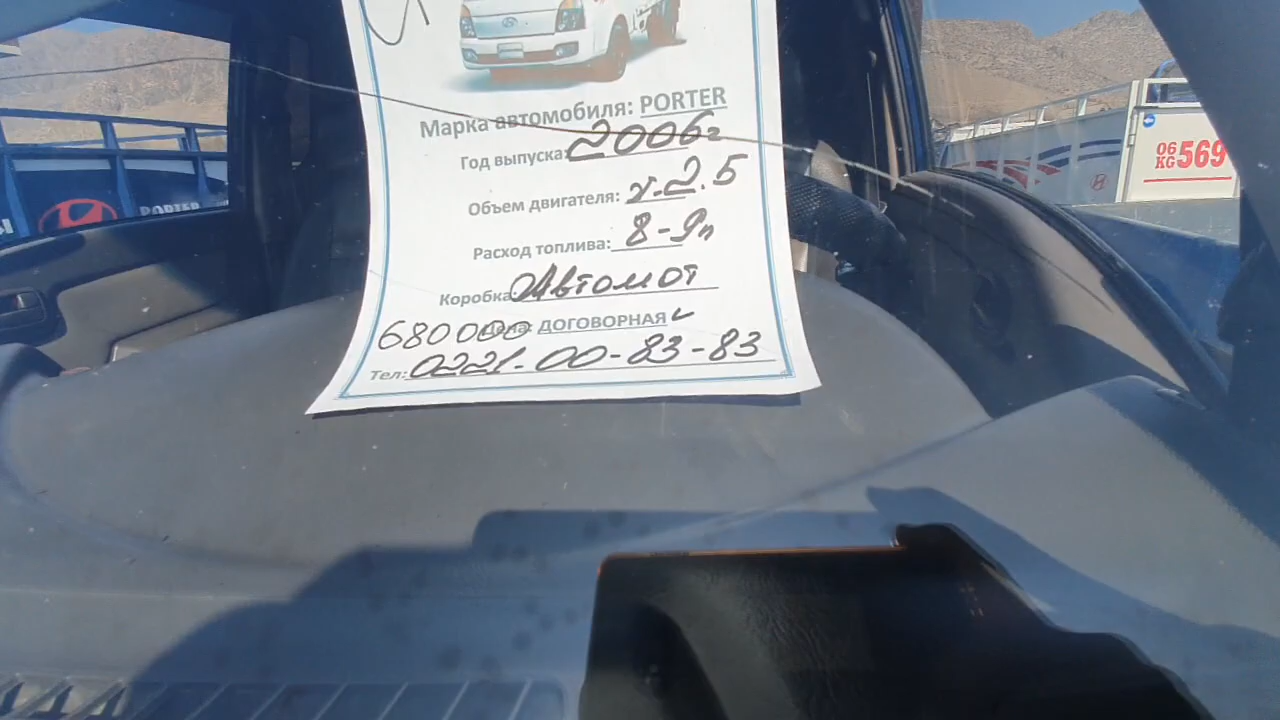 Марка автомобиля: PORTER
Год выпуска: 2006г
Объем двигателя: х.2.5
Расход топлива: 8-9л
Коробка: Автомот
680000 Цена: ДОГОВОРНАЯ ✓
Тел: 0221-00-83-83
PORTER
06 KG 569